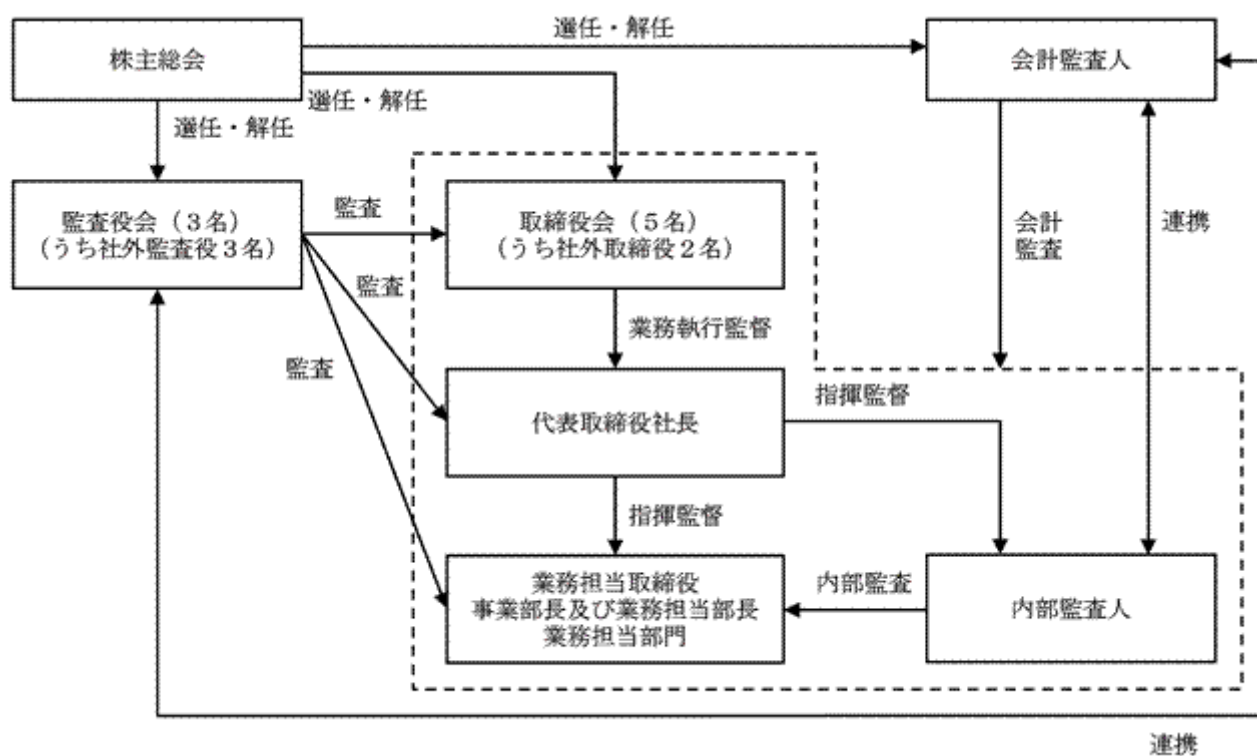 選任・解任
株主総会
会計監査人
選任・解任
選任・解任
監査役会（3名）
（うち社外監査役3名）
監査
取締役会（5名）
（うち社外取締役2名）
会計
監査
連携
監査
業務執行監督
監査
代表取締役社長
指揮監督
指揮監督
業務担当取締役
事業部長及び業務担当部長
業務担当部門
内部監査
内部監査人
連携